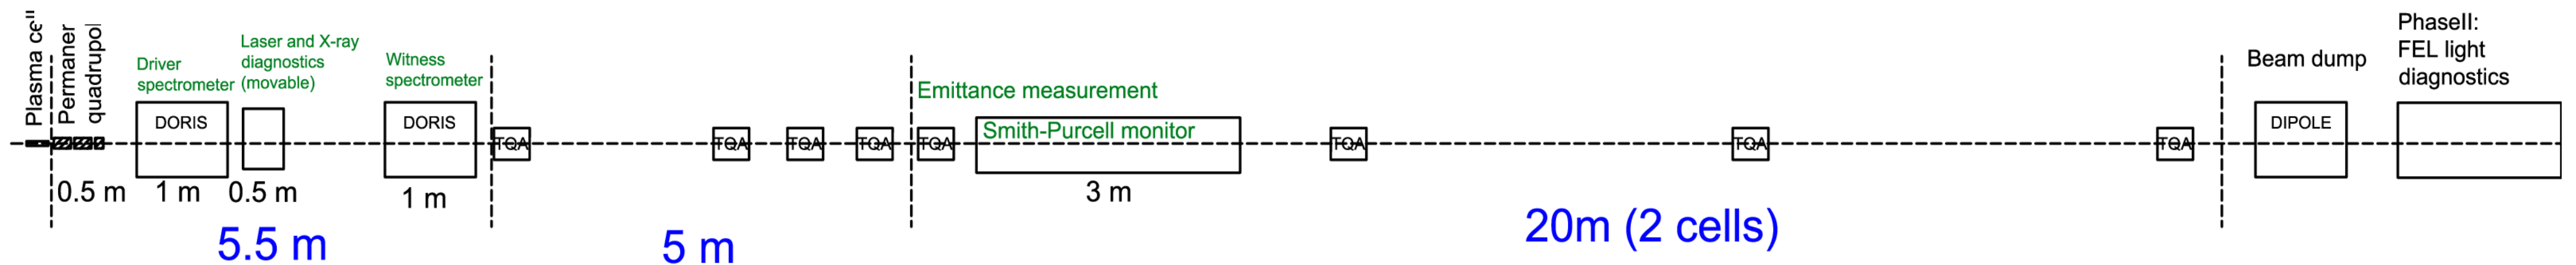 Plasma cell
Permaner
quadrupol
Driver
spectrometer
Laser and X-ray
diagnostics
(movable)
Witness
spectrometer
Emittance measurement
Smith-Purcell monitor
Beam dump
PhaseII:
FEL light
diagnostics
DORIS
DORIS
TQA
TQA
TQA
TQA
TQA
TQA
TQA
TQA
DIPOLE
0.5 m
1 m
0.5 m
1 m
3 m
5.5 m
5 m
20m (2 cells)